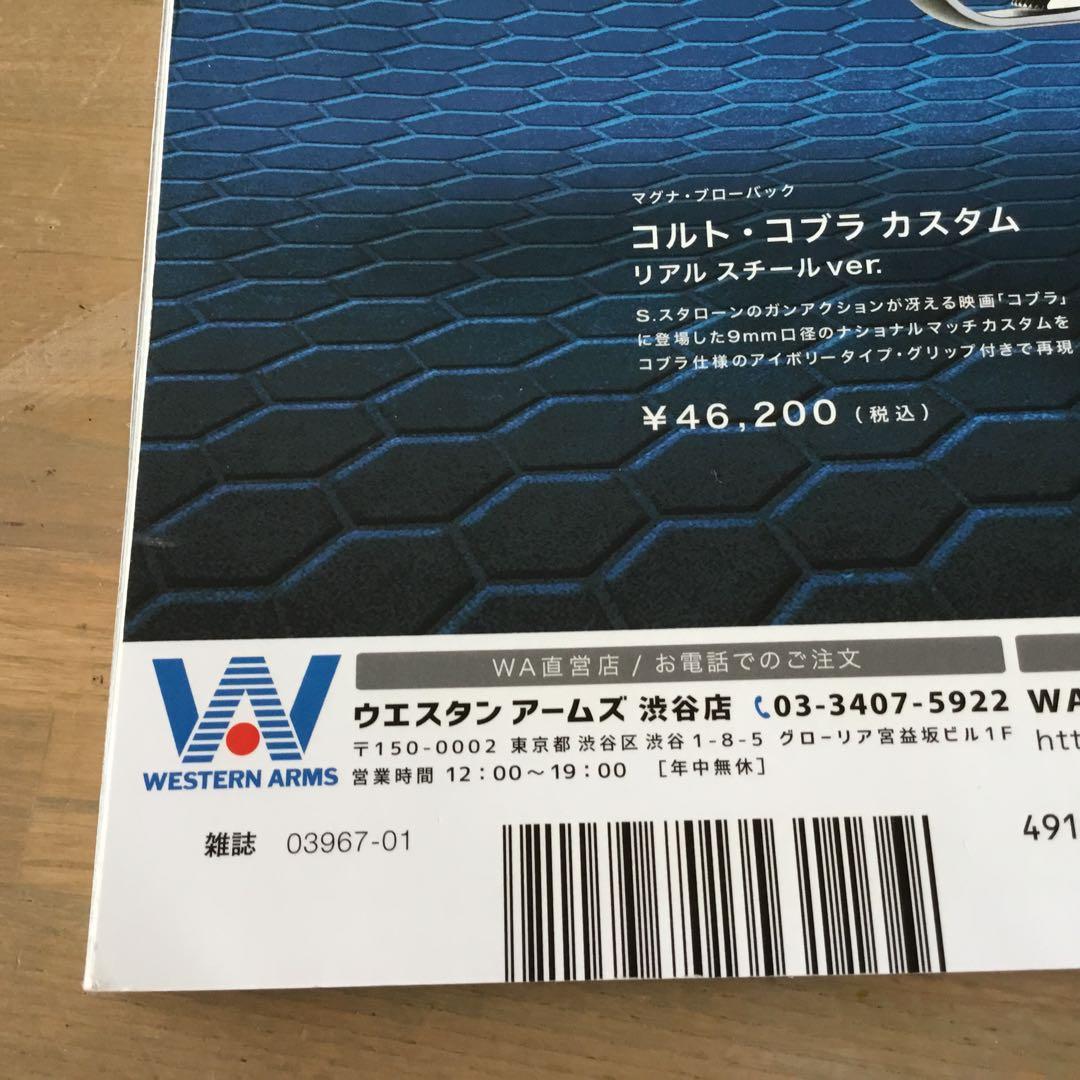 マグナ・ブローバック
コルト・コブラ カスタム
リアル スチールver.
S.スタローンのガンアクションが冴える映画「コブラ」
に登場した9mm口径のナショナルマッチカスタムを
コブラ仕様のアイボリータイプ・グリップ付きで再現
¥46,200（税込）
WA直営店 / お電話でのご注文
ウエスタン アームズ 渋谷店 03-3407-5922 WA
〒150-0002 東京都 渋谷区 渋谷 1-8-5 グローリア宮益坂ビル1F htt
営業時間 12：00～19：00 ［年中無休］
WESTERN ARMS
雑誌 03967-01
491